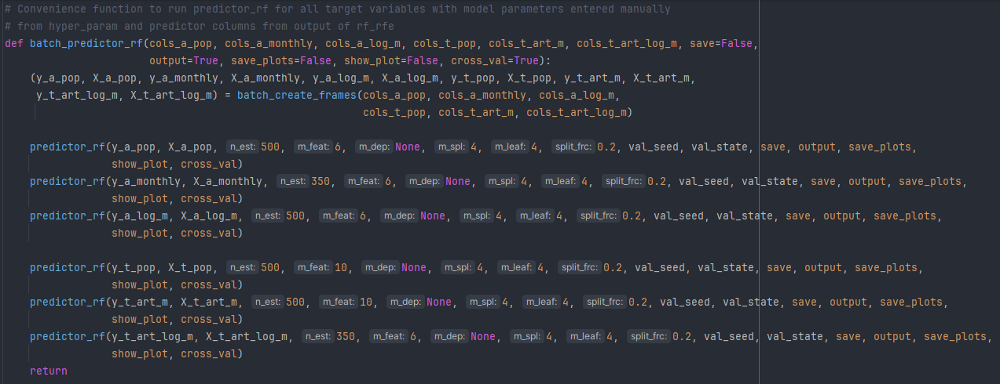 # Convenience function to run predictor_rf for all target variables with model parameters entered manually
# from hyper_param and predictor columns from output of rf_rfe
def batch_predictor_rf(cols_a_pop, cols_a_monthly, cols_a_log_m, cols_t_pop, cols_t_art_m, cols_t_art_log_m, save=False,
                       output=True, save_plots=False, show_plot=False, cross_val=True):
    (y_a_pop, X_a_pop, y_a_monthly, X_a_monthly, y_a_log_m, X_a_log_m, y_t_pop, X_t_pop, y_t_art_m, X_t_art_m,
     y_t_art_log_m, X_t_art_log_m) = batch_create_frames(cols_a_pop, cols_a_monthly, cols_a_log_m,
                                                         cols_t_pop, cols_t_art_m, cols_t_art_log_m)
    predictor_rf(y_a_pop, X_a_pop, n_est: 500, m_feat: 6, m_dep: None, m_spl: 4, m_leaf: 4, split_frc: 0.2, val_seed, val_state, save, output, save_plots,
                 show_plot, cross_val)
    predictor_rf(y_a_monthly, X_a_monthly, n_est: 350, m_feat: 6, m_dep: None, m_spl: 4, m_leaf: 4, split_frc: 0.2, val_seed, val_state, save, output, save_plots,
                 show_plot, cross_val)
    predictor_rf(y_a_log_m, X_a_log_m, n_est: 500, m_feat: 6, m_dep: None, m_spl: 4, m_leaf: 4, split_frc: 0.2, val_seed, val_state, save, output, save_plots,
                 show_plot, cross_val)
    predictor_rf(y_t_pop, X_t_pop, n_est: 500, m_feat: 10, m_dep: None, m_spl: 4, m_leaf: 4, split_frc: 0.2, val_seed, val_state, save, output, save_plots,
                 show_plot, cross_val)
    predictor_rf(y_t_art_m, X_t_art_m, n_est: 500, m_feat: 10, m_dep: None, m_spl: 4, m_leaf: 4, split_frc: 0.2, val_seed, val_state, save, output, save_plots,
                 show_plot, cross_val)
    predictor_rf(y_t_art_log_m, X_t_art_log_m, n_est: 350, m_feat: 6, m_dep: None, m_spl: 4, m_leaf: 4, split_frc: 0.2, val_seed, val_state, save, output, save_plots,
                 show_plot, cross_val)
    return